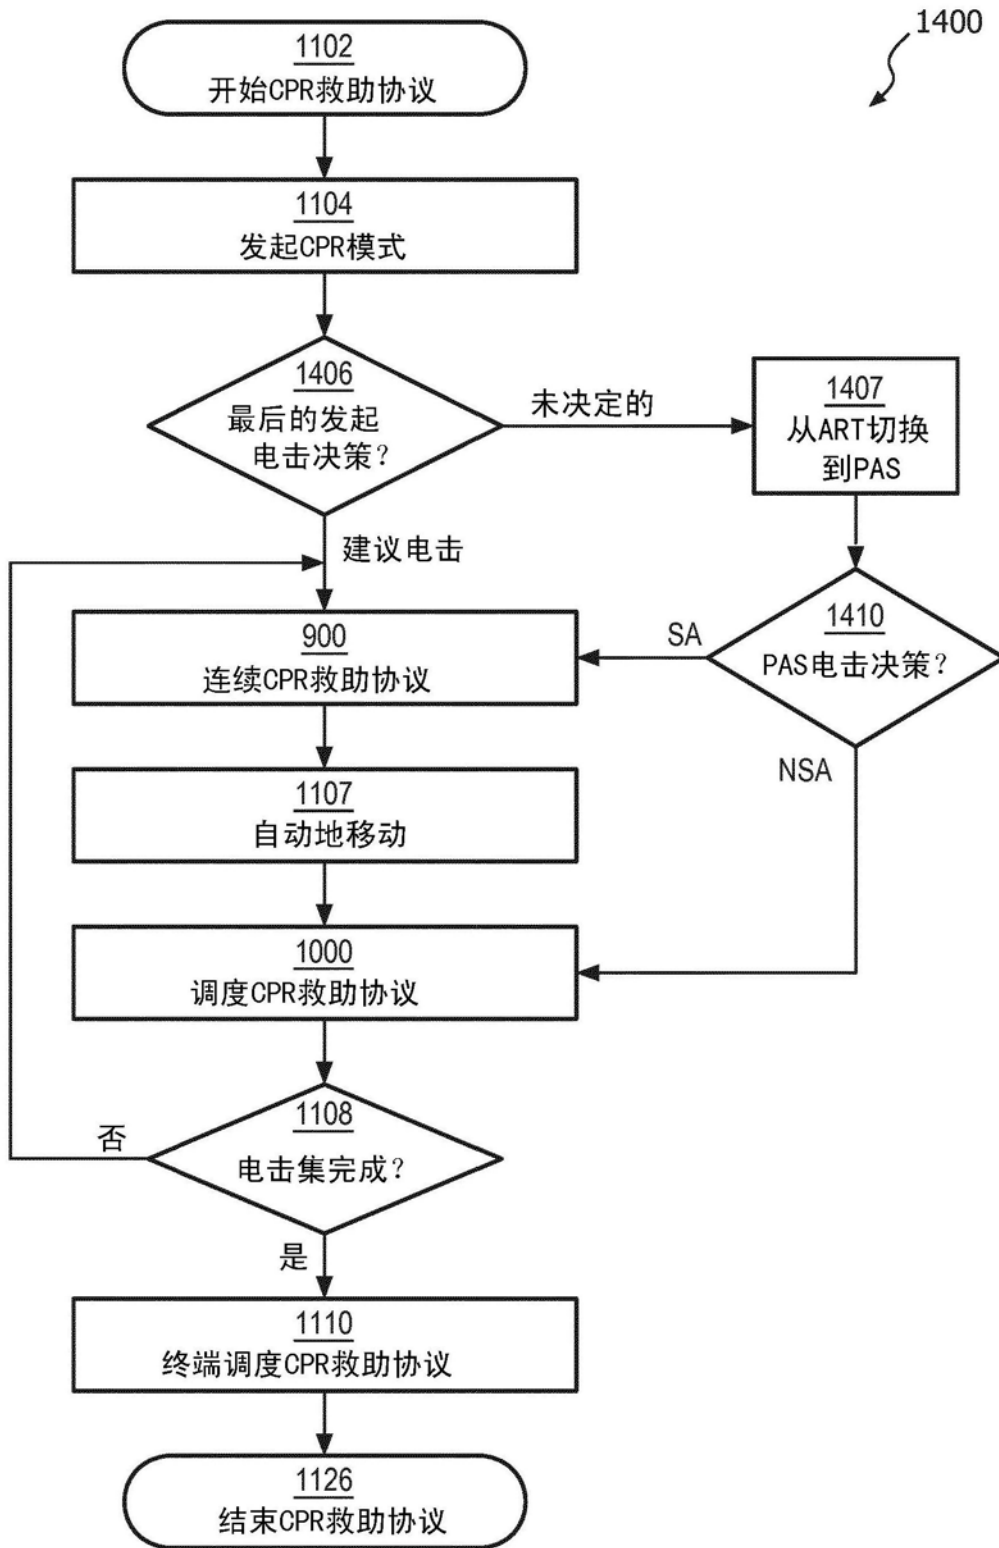 1400
1102
开始CPR救助协议
1104
发起CPR模式
1406
最后的发起
电击决策？
未决定的
1407
从ART切换
到PAS
建议电击
900
连续CPR救助协议
SA
1410
PAS电击决策？
NSA
1107
自动地移动
1000
调度CPR救助协议
1108
电击集完成？
否
是
1110
终端调度CPR救助协议
1126
结束CPR救助协议